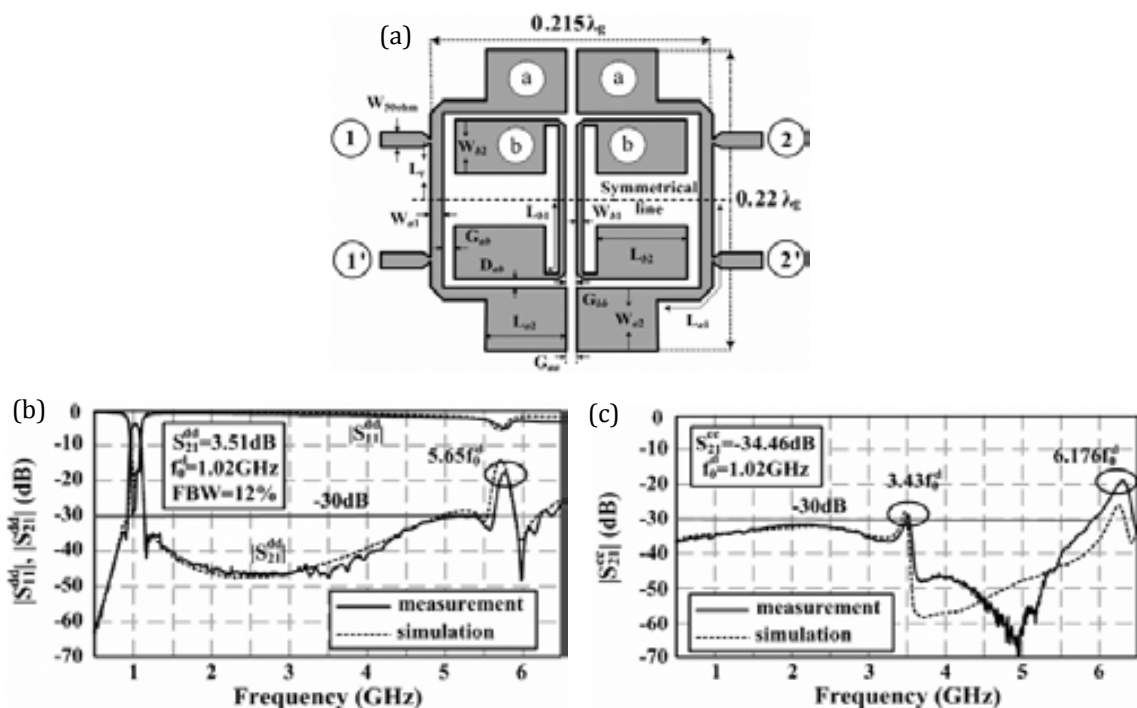 (a)
0.215λg
a a
W50ohm
1 2
b b
Wb2
Lr
Symmetrical
line
0.22λg
Wa1
Lb1
Wb1
Gab
1' 2'
Dab
Lb2
Gbb
La2
Wa2
La1
Gaa
(b)
0
-10
-20
-30
-40
-50
-60
-70
|S11dd|, |S21dd| (dB)
S21dd=3.51dB
f0d=1.02GHz
FBW=12%
|S11dd|
5.65f0d
-30dB
|S21dd|
measurement
simulation
1 2 3 4 5 6
Frequency (GHz)
(c)
0
-10
-20
-30
-40
-50
-60
-70
|S21cc| (dB)
S21cc=-34.46dB
f0d=1.02GHz
6.176f0d
3.43f0d
-30dB
measurement
simulation
1 2 3 4 5 6
Frequency (GHz)